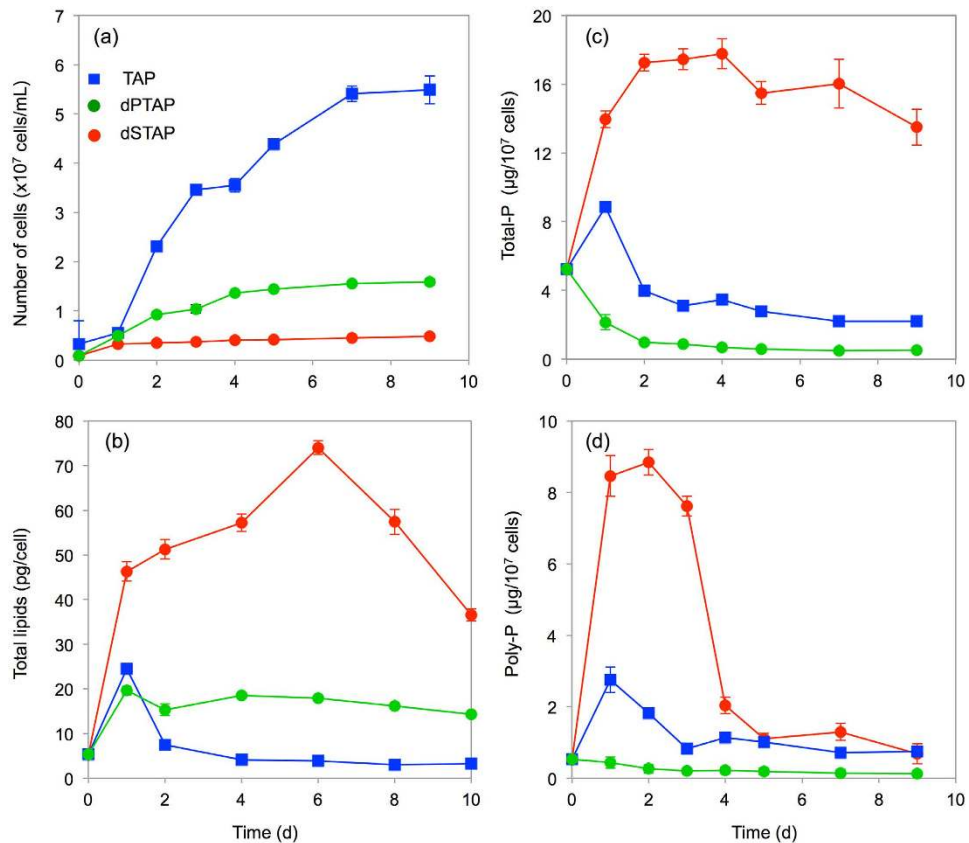 (a)
TAP
dPTAP
dSTAP
Number of cells (x10⁷ cells/mL)
7
6
5
4
3
2
1
0
0 2 4 6 8 10
(c)
Total-P (µg/10⁷ cells)
20
16
12
8
4
0
0 2 4 6 8 10
(b)
Total lipids (pg/cell)
80
70
60
50
40
30
20
10
0
0 2 4 6 8 10
Time (d)
(d)
Poly-P (µg/10⁷ cells)
10
8
6
4
2
0
0 2 4 6 8 10
Time (d)